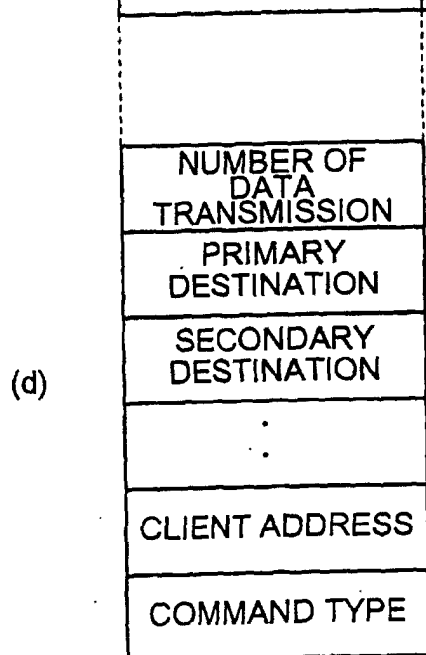 NUMBER OF
DATA
TRANSMISSION
PRIMARY
DESTINATION
SECONDARY
DESTINATION
(d)
:
CLIENT ADDRESS
COMMAND TYPE